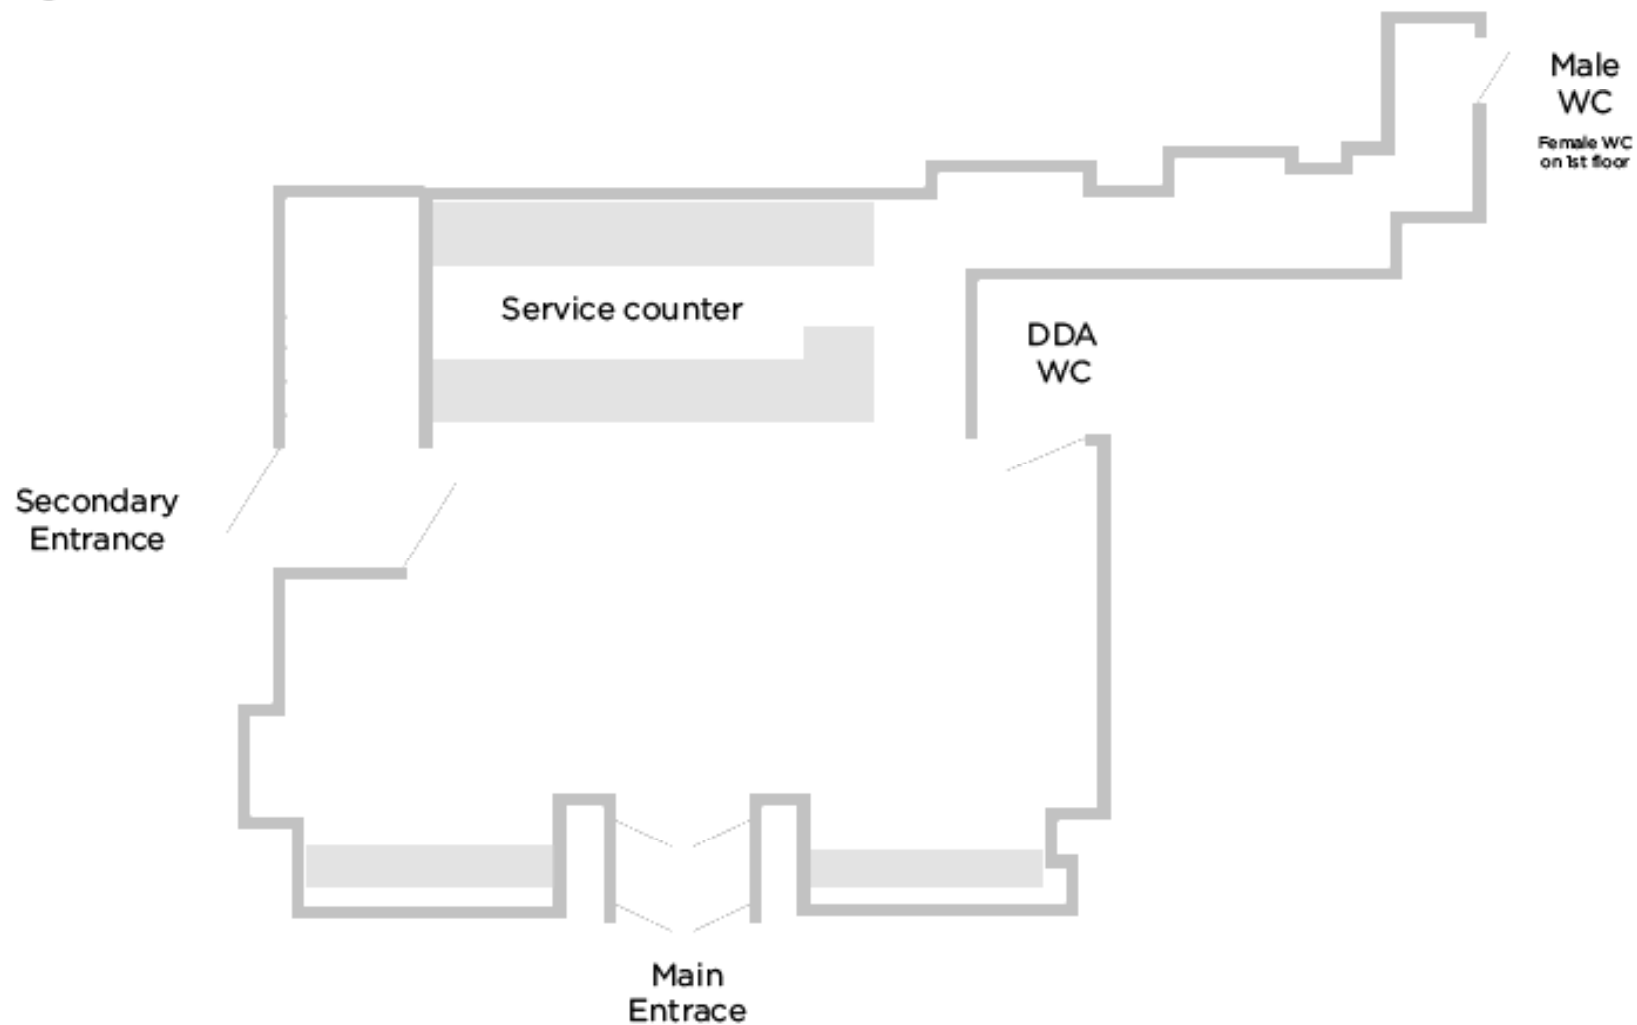 Male
WC
Female WC
on 1st floor
Service counter
DDA
WC
Secondary
Entrance
Main
Entrace